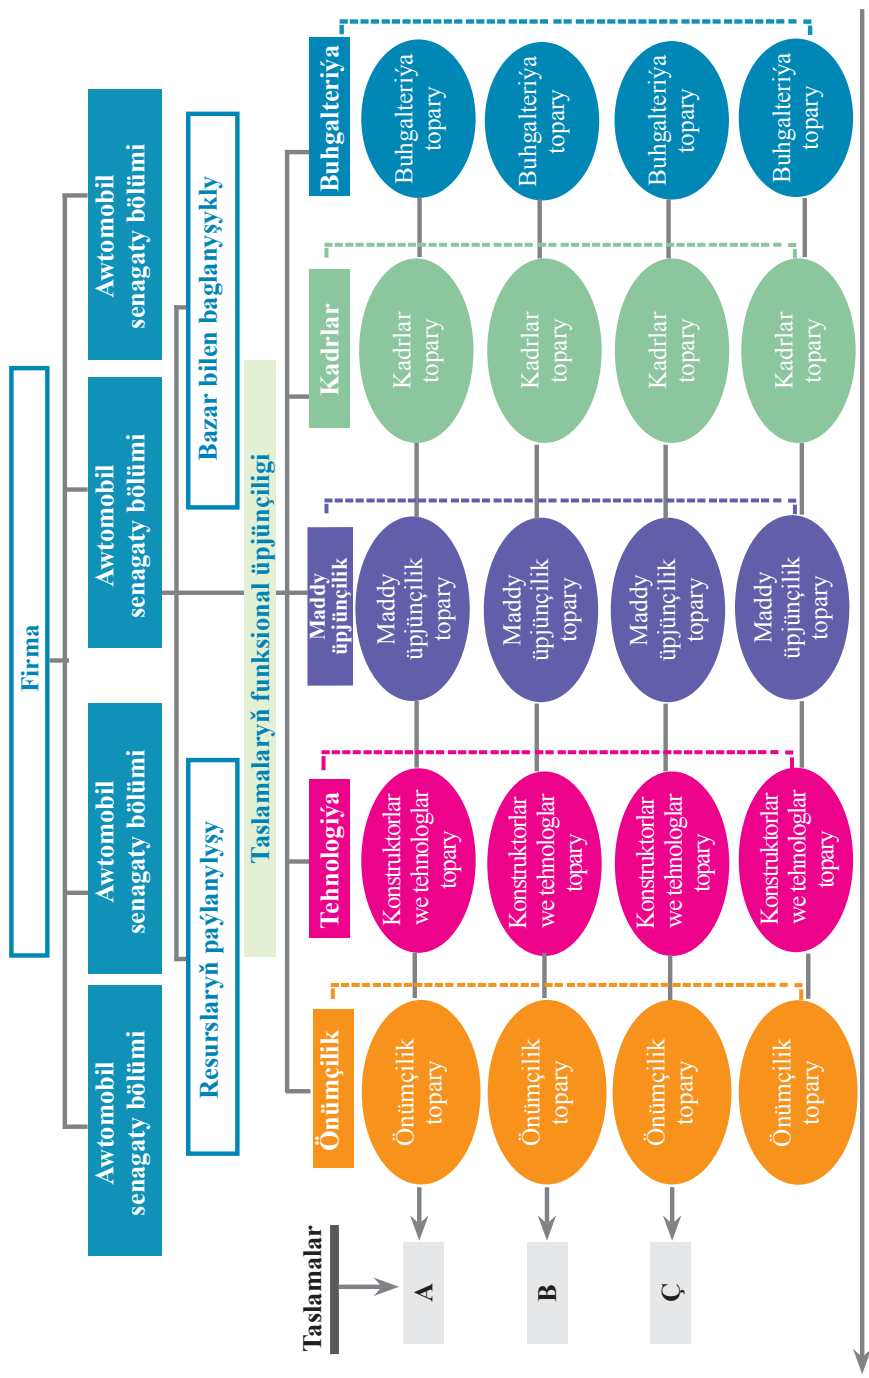 Firma
Awtomobil
senagaty bölümi
Awtomobil
senagaty bölümi
Awtomobil
senagaty bölümi
Awtomobil
senagaty bölümi
Resurslaryň paýlanylyşy
Bazar bilen baglanyşykly
Taslamalaryň funksional üpjünçiligi
Taslamalar
Önümçilik
Tehnologiýa
Maddy
üpjünçilik
Kadrlar
Buhgalteriýa
A
Önümçilik
topary
Konstruktorlar
we tehnologlar
topary
Maddy
üpjünçilik
topary
Kadrlar
topary
Buhgalteriýa
topary
B
Önümçilik
topary
Konstruktorlar
we tehnologlar
topary
Maddy
üpjünçilik
topary
Kadrlar
topary
Buhgalteriýa
topary
Ç
Önümçilik
topary
Konstruktorlar
we tehnologlar
topary
Maddy
üpjünçilik
topary
Kadrlar
topary
Buhgalteriýa
topary
Önümçilik
topary
Konstruktorlar
we tehnologlar
topary
Maddy
üpjünçilik
topary
Kadrlar
topary
Buhgalteriýa
topary